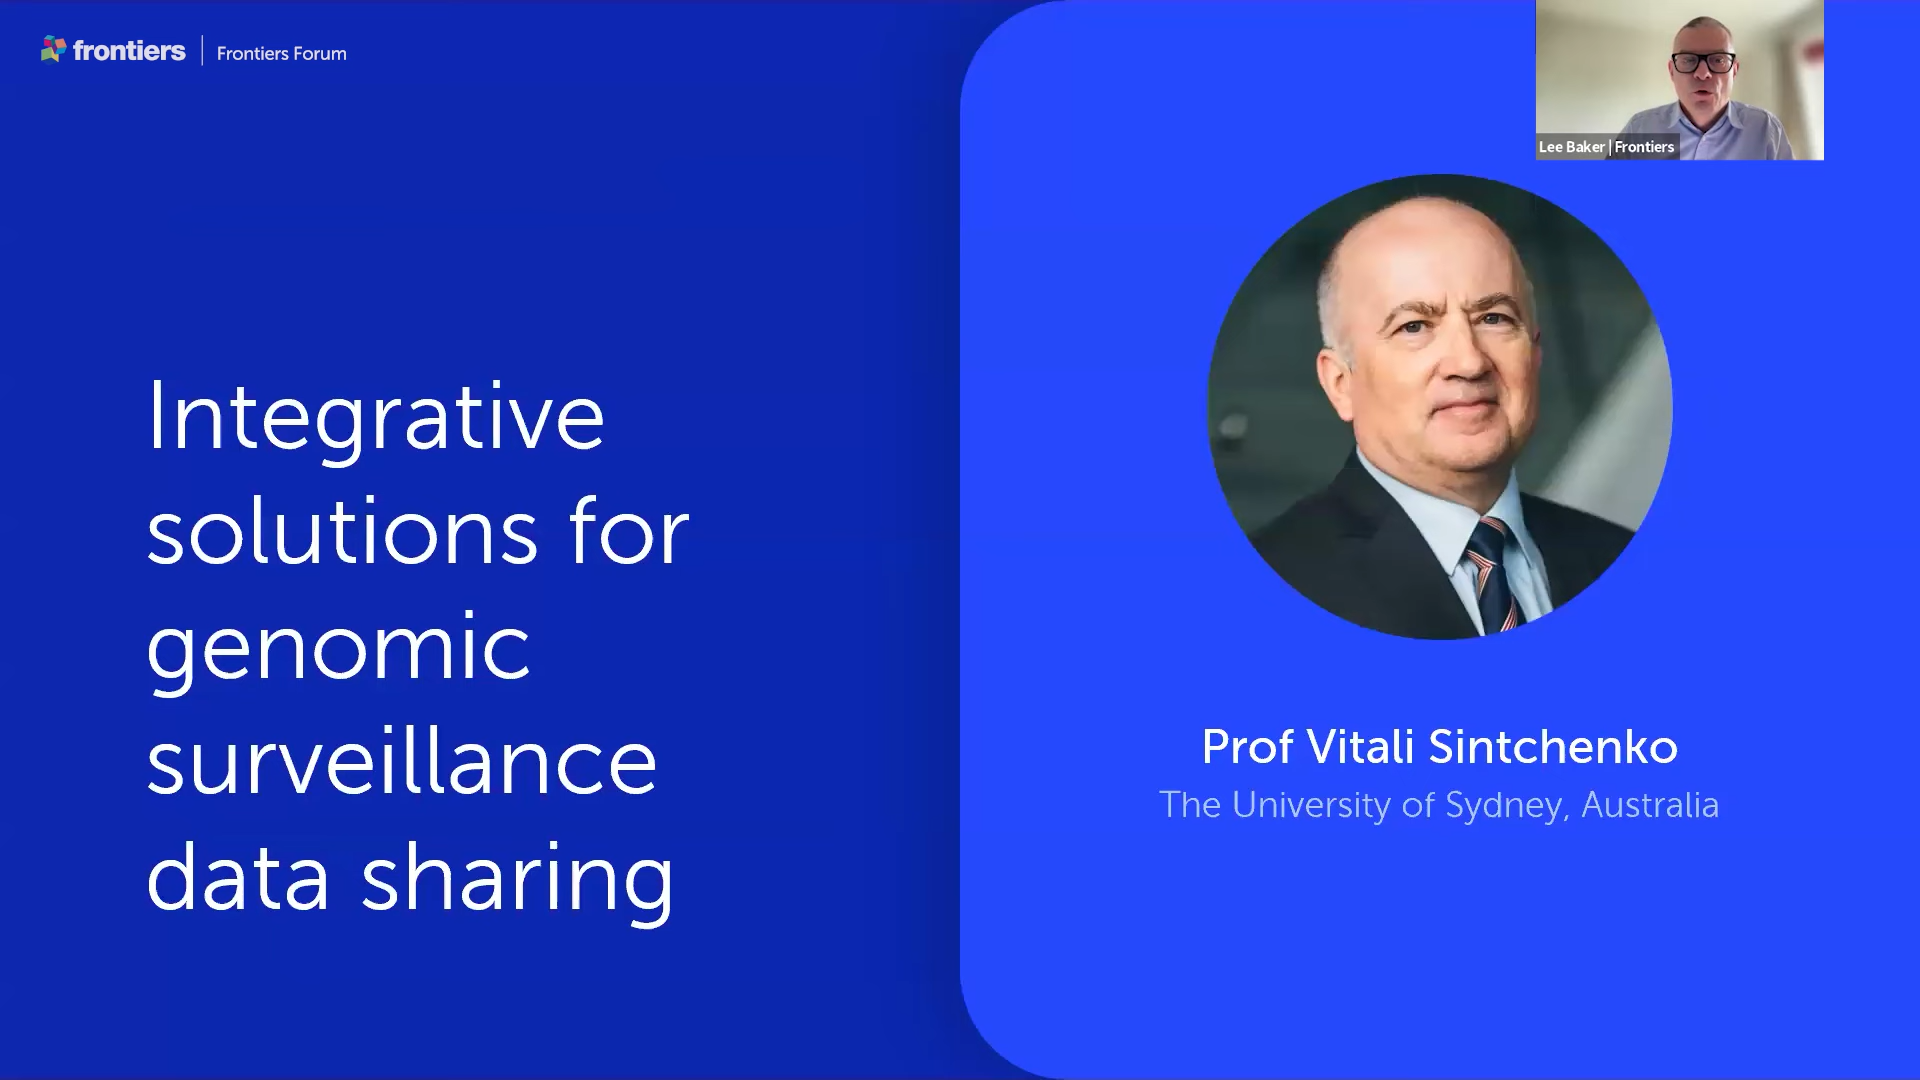 frontiers | Frontiers Forum
Lee Baker | Frontiers
Integrative
solutions for
genomic
surveillance
data sharing
Prof Vitali Sintchenko
The University of Sydney, Australia